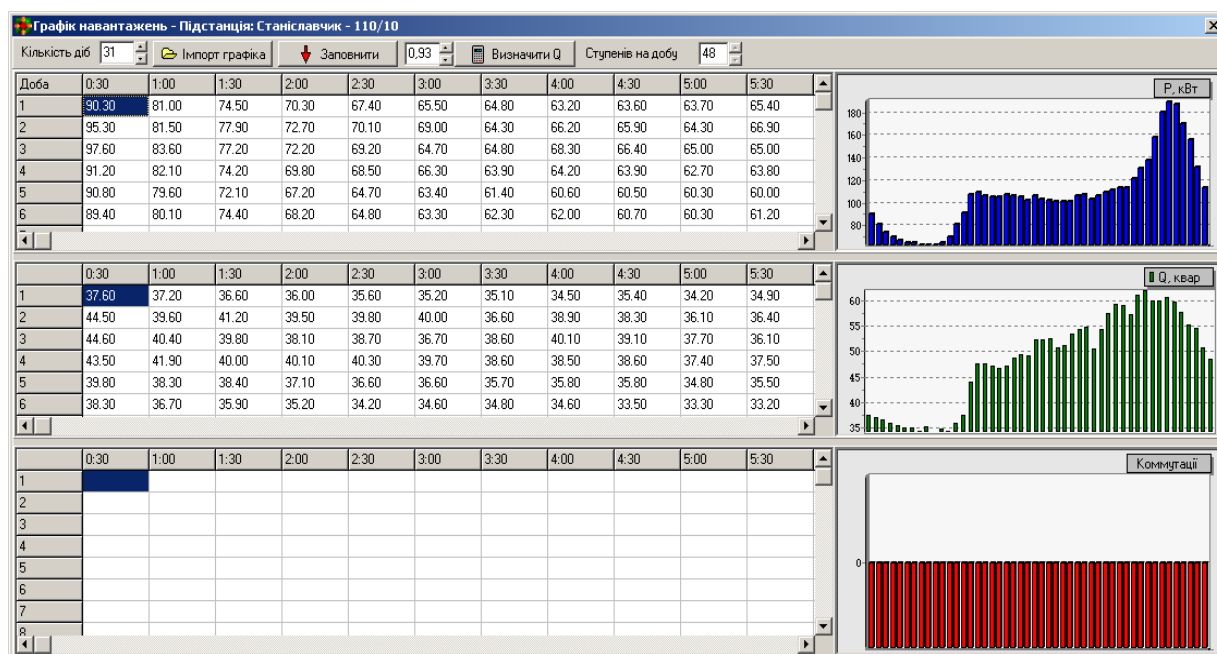 Графік навантажень - Підстанція: Станіславчик - 110/10
Кількість діб 31 Імпорт графіка Заповнити 0,93 Визначити Q Ступенів на добу 48
Доба 0:30 1:00 1:30 2:00 2:30 3:00 3:30 4:00 4:30 5:00 5:30
1 90.30 81.00 74.50 70.30 67.40 65.50 64.80 63.20 63.60 63.70 65.40
2 95.30 81.50 77.90 72.70 70.10 69.00 64.30 66.20 65.90 64.30 66.90
3 97.60 83.60 77.20 72.20 69.20 64.70 64.80 68.30 66.40 65.00 65.00
4 91.20 82.10 74.20 69.80 68.50 66.30 63.90 64.20 63.90 62.70 63.80
5 90.80 79.60 72.10 67.20 64.70 63.40 61.40 60.60 60.50 60.30 60.00
6 89.40 80.10 74.40 68.20 64.80 63.30 62.30 62.00 60.70 60.30 61.20
P, кВт
180
160
140
120
100
80
0:30 1:00 1:30 2:00 2:30 3:00 3:30 4:00 4:30 5:00 5:30
1 37.60 37.20 36.60 36.00 35.60 35.20 35.10 34.50 35.40 34.20 34.90
2 44.50 39.60 41.20 39.50 39.80 40.00 36.60 38.90 38.30 36.10 36.40
3 44.60 40.40 39.80 38.10 38.70 36.70 38.60 40.10 39.10 37.70 36.10
4 43.50 41.90 40.00 40.10 40.30 39.70 38.60 38.50 38.60 37.40 37.50
5 39.80 38.30 38.40 37.10 36.60 36.60 35.70 35.80 35.80 34.80 35.50
6 38.30 36.70 35.90 35.20 34.20 34.60 34.80 34.60 33.50 33.30 33.20
Q, квар
60
55
50
45
40
35
0:30 1:00 1:30 2:00 2:30 3:00 3:30 4:00 4:30 5:00 5:30
1
2
3
4
5
6
7
8
Коммутації
0